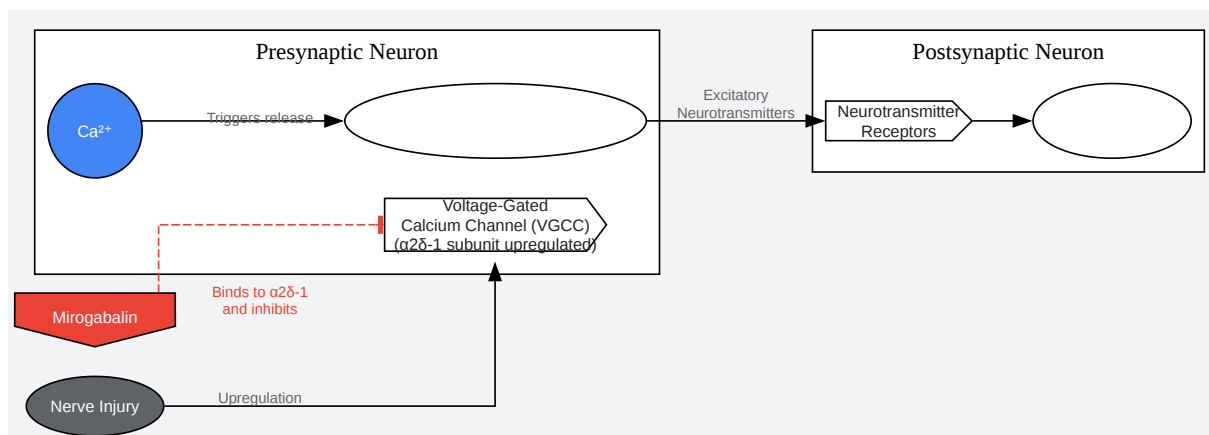 Presynaptic Neuron
Postsynaptic Neuron
Ca²⁺
Triggers release
Excitatory
Neurotransmitters
Neurotransmitter
Receptors
Voltage-Gated
Calcium Channel (VGCC)
(α2δ-1 subunit upregulated)
Binds to α2δ-1
and inhibits
Mirogabalin
Nerve Injury
Upregulation